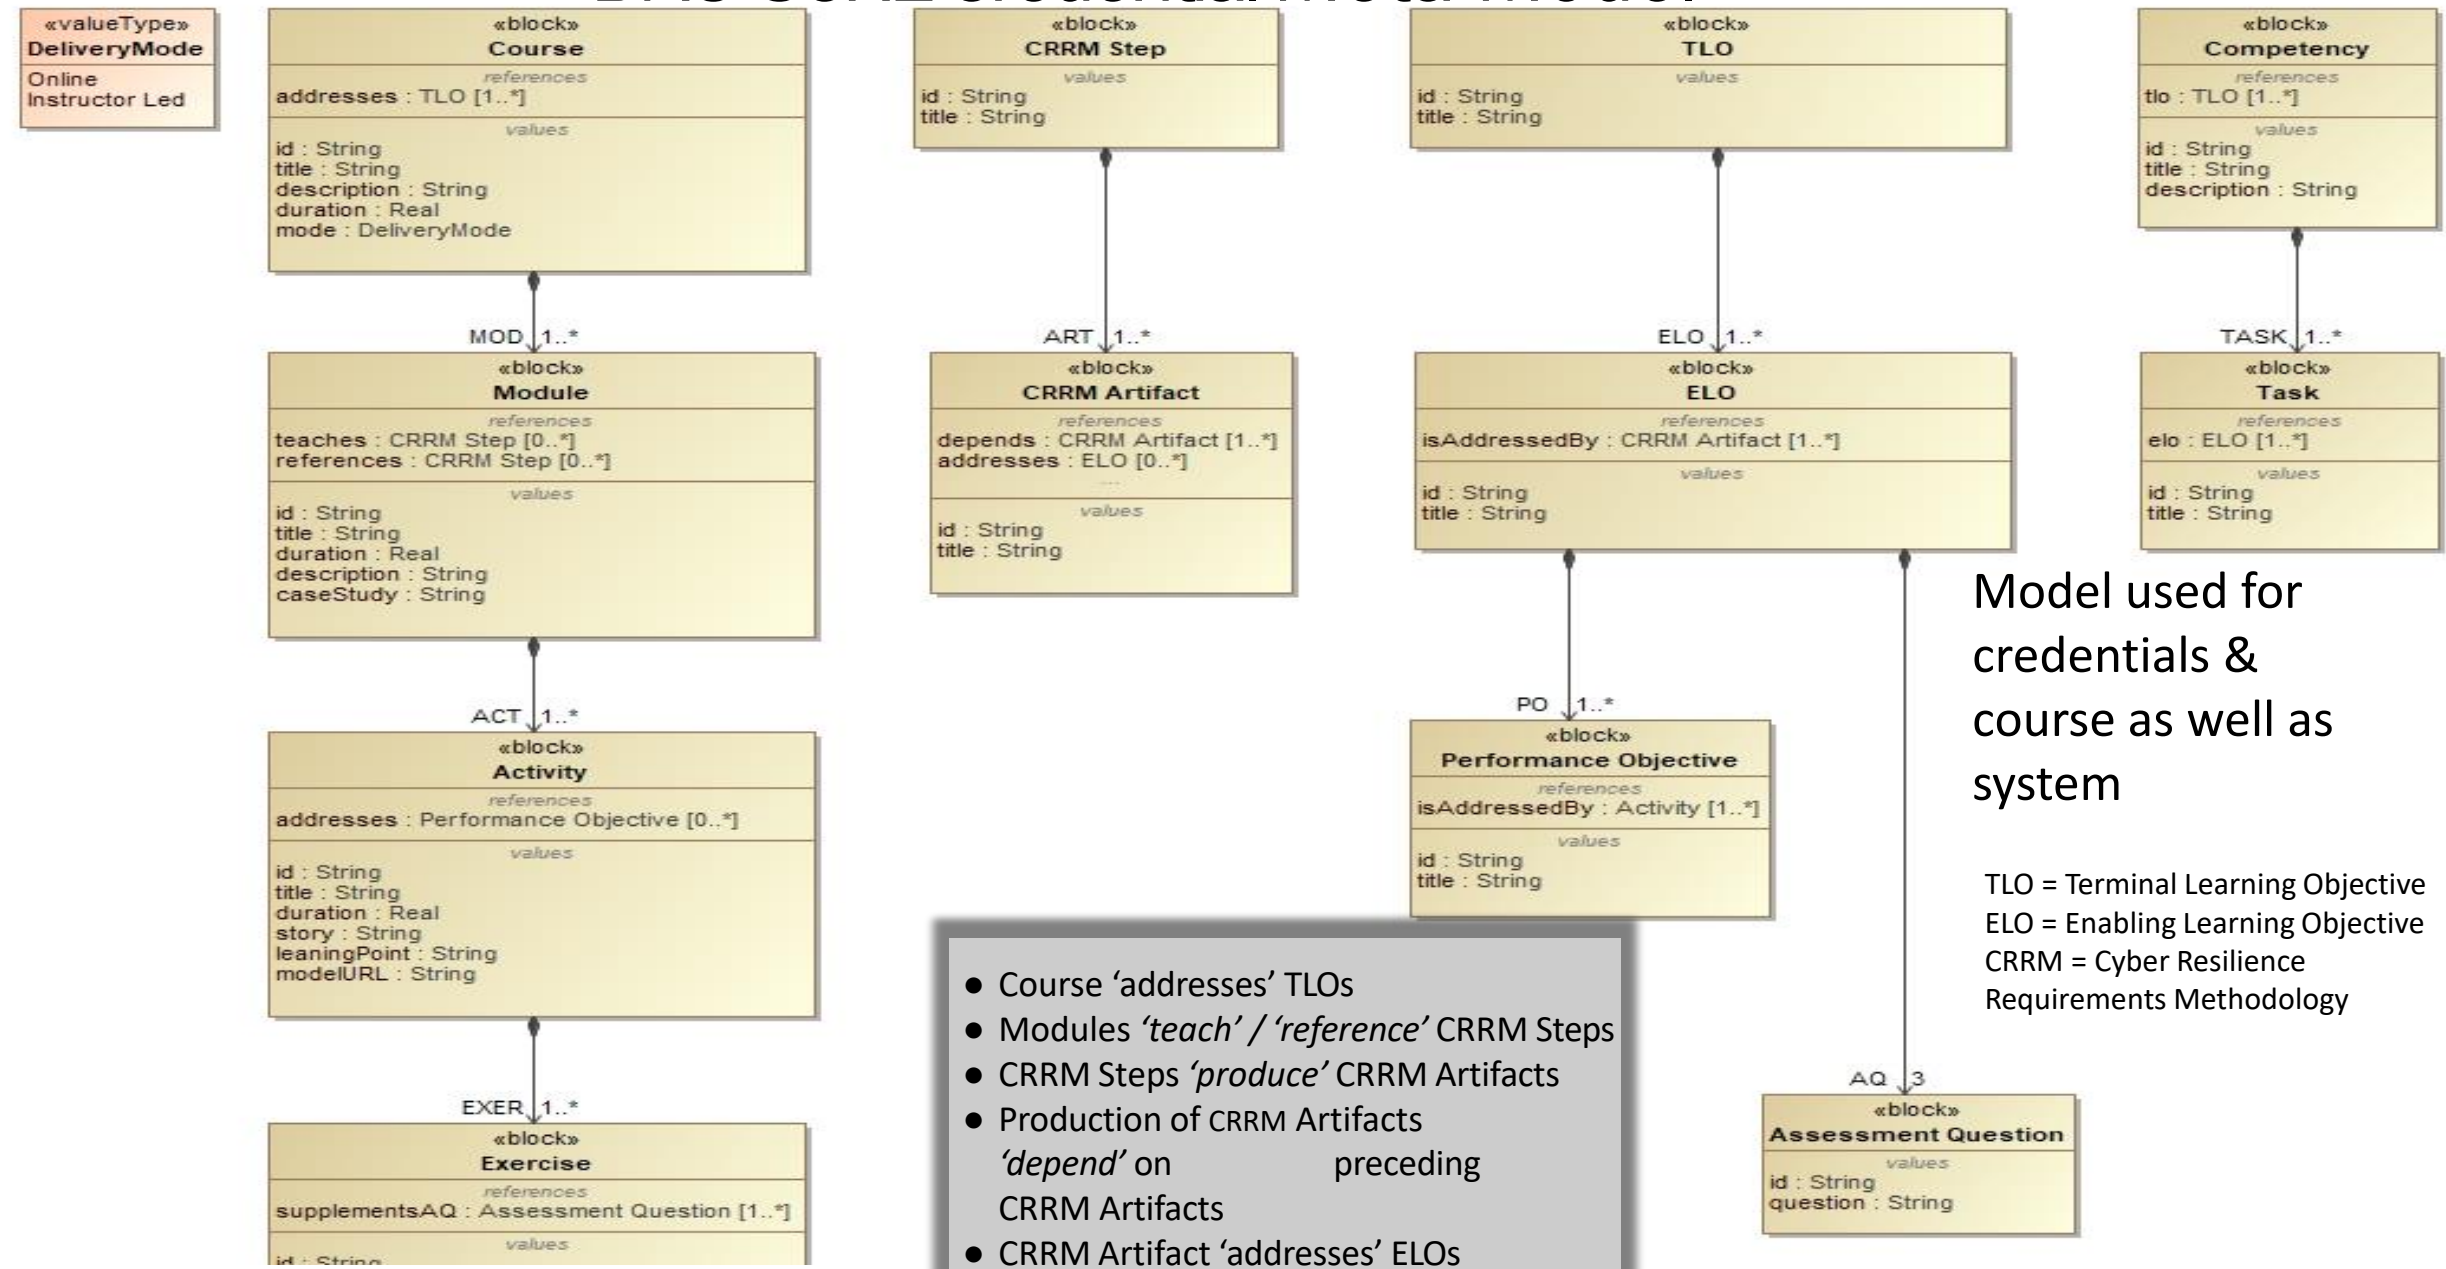 «valueType»
DeliveryMode
Online
Instructor Led
«block»
Course
references
addresses : TLO [1..*]
values
id : String
title : String
description : String
duration : Real
mode : DeliveryMode
MOD 1..*
«block»
Module
references
teaches : CRRM Step [0..*]
references : CRRM Step [0..*]
values
id : String
title : String
duration : Real
description : String
caseStudy : String
ACT 1..*
«block»
Activity
references
addresses : Performance Objective [0..*]
values
id : String
title : String
duration : Real
story : String
leaningPoint : String
modelURL : String
EXER 1..*
«block»
Exercise
references
supplementsAQ : Assessment Question [1..*]
values
id : String
«block»
CRRM Step
values
id : String
title : String
ART 1..*
«block»
CRRM Artifact
references
depends : CRRM Artifact [1..*]
addresses : ELO [0..*]
...
values
id : String
title : String
«block»
TLO
values
id : String
title : String
ELO 1..*
«block»
ELO
references
isAddressedBy : CRRM Artifact [1..*]
values
id : String
title : String
PO 1..*
«block»
Performance Objective
references
isAddressedBy : Activity [1..*]
values
id : String
title : String
AQ 3
«block»
Assessment Question
values
id : String
question : String
«block»
Competency
references
tlo : TLO [1..*]
values
id : String
title : String
description : String
TASK 1..*
«block»
Task
references
elo : ELO [1..*]
values
id : String
title : String
Model used for
credentials &
course as well as
system
TLO = Terminal Learning Objective
ELO = Enabling Learning Objective
CRRM = Cyber Resilience
Requirements Methodology
● Course ‘addresses’ TLOs
● Modules ‘teach’ / ‘reference’ CRRM Steps
● CRRM Steps ‘produce’ CRRM Artifacts
● Production of CRRM Artifacts
‘depend’ on preceding
CRRM Artifacts
● CRRM Artifact ‘addresses’ ELOs